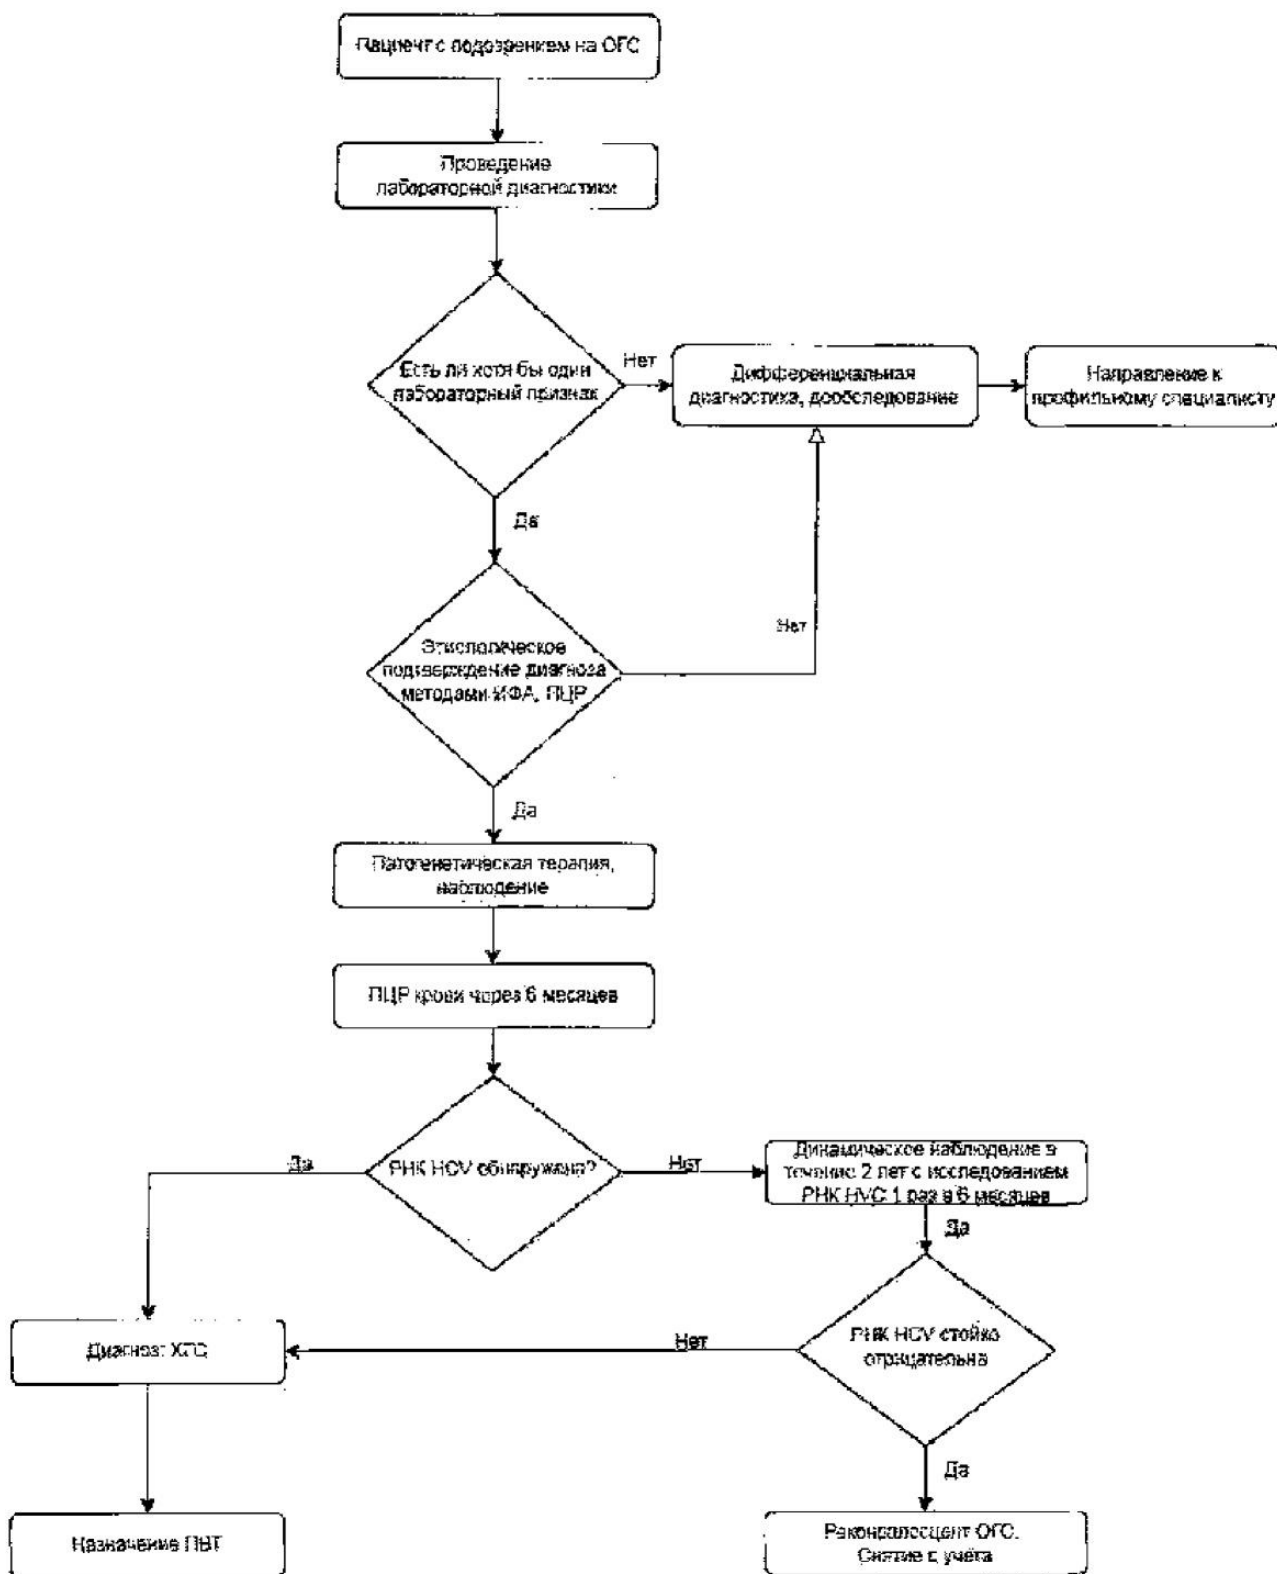 Пациент с подозрением на ОГС
Проведение
лабораторной диагностики
Есть ли хотя бы один
лабораторный признак
Нет
Дифференциальная
диагностика, дообследование
Направление к
профильному специалисту
Да
Этиологическое
подтверждение диагноза
методами ИФА, ПЦР
Нет
Да
Патогенетическая терапия,
наблюдение
ПЦР крови через 6 месяцев
РНК HCV обнаружена?
Да
Нет
Динамическое наблюдение в
течение 2 лет с исследованием
РНК HVC 1 раз в 6 месяцев
Да
РНК HCV стойко
отрицательна
Нет
Диагноз ХГС
Да
Назначение ПВТ
Реконвалесцент ОГС.
Снятие с учёта